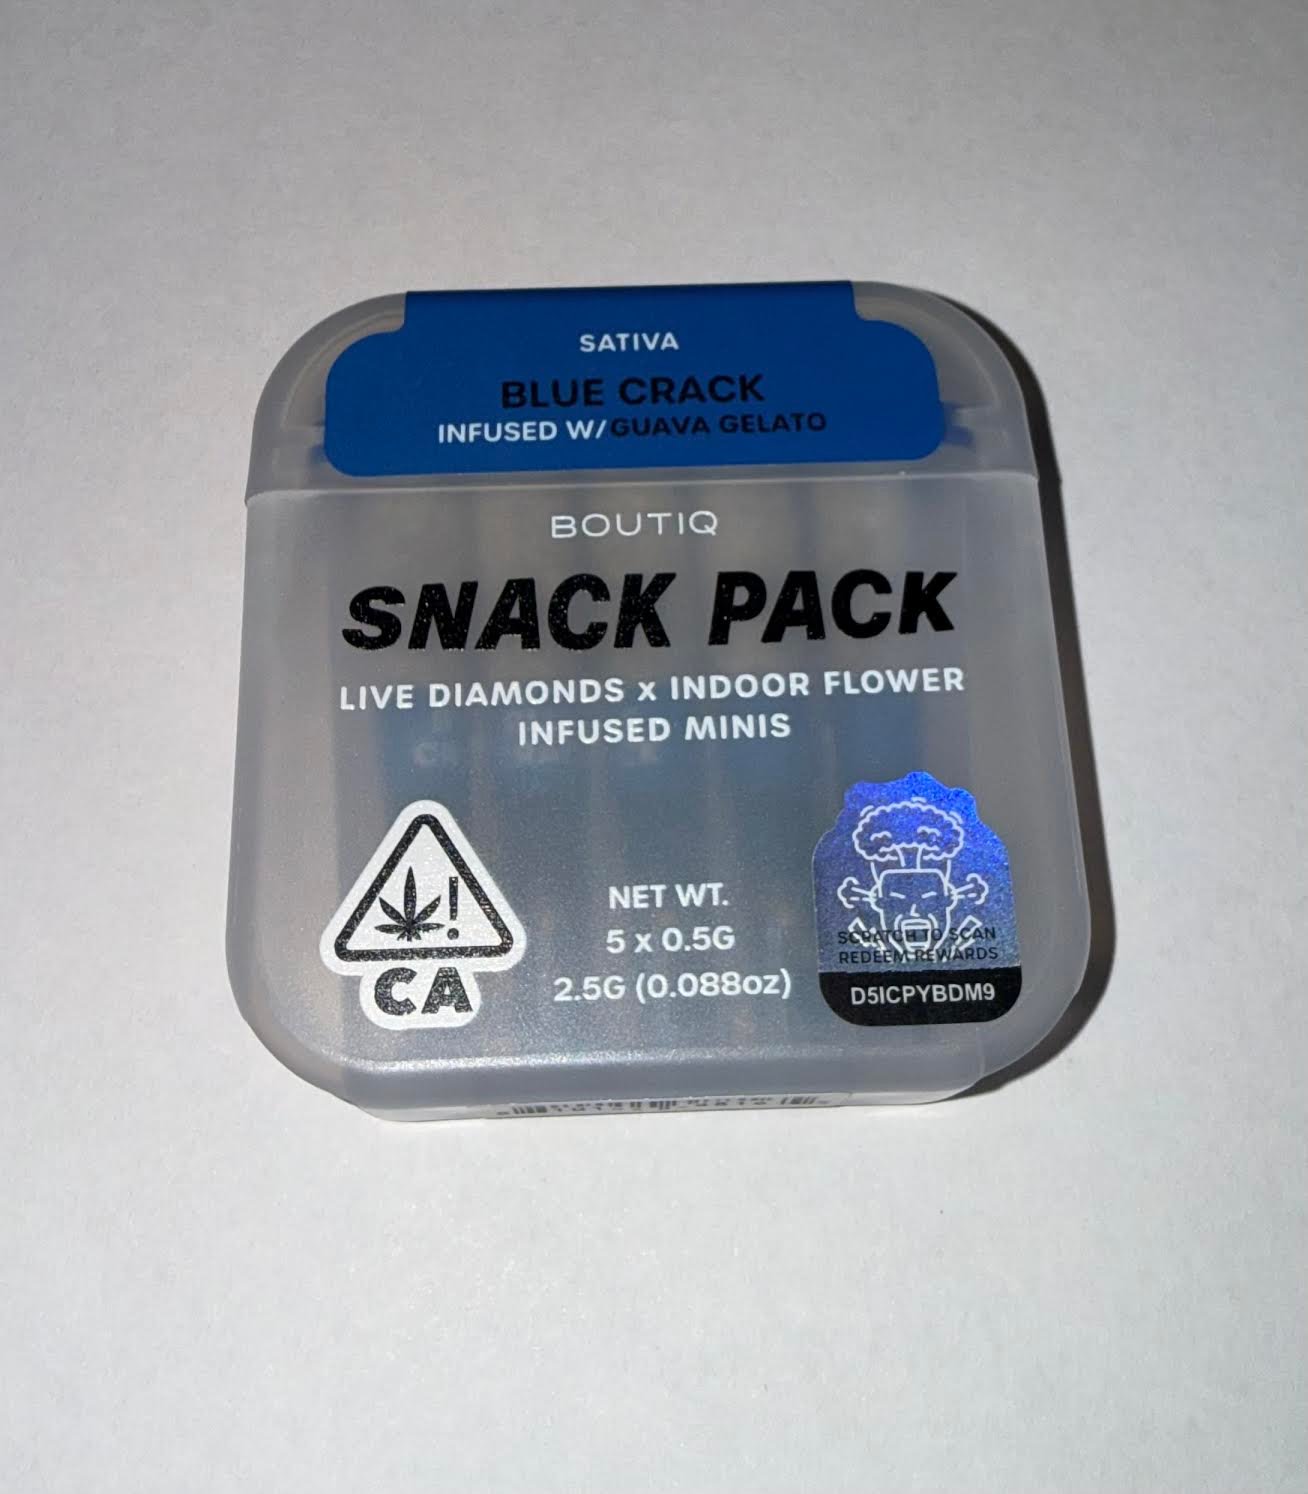 SATIVA
BLUE CRACK
INFUSED W/GUAVA GELATO
BOUTIQ
SNACK PACK
LIVE DIAMONDS x INDOOR FLOWER
INFUSED MINIS
!
CA
NET WT.
5 x 0.5G
2.5G (0.088oz)
SCRATCH TO SCAN
REDEEM REWARDS
D5ICPYBDM9